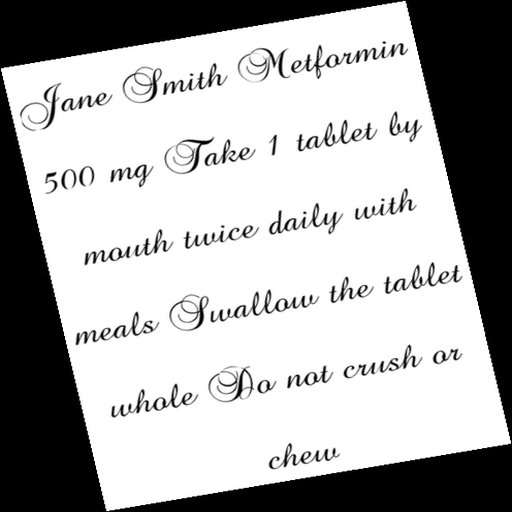 Jane Smith Metformin
500 mg Take 1 tablet by
mouth twice daily with
meals Swallow the tablet
whole Do not crush or
chew